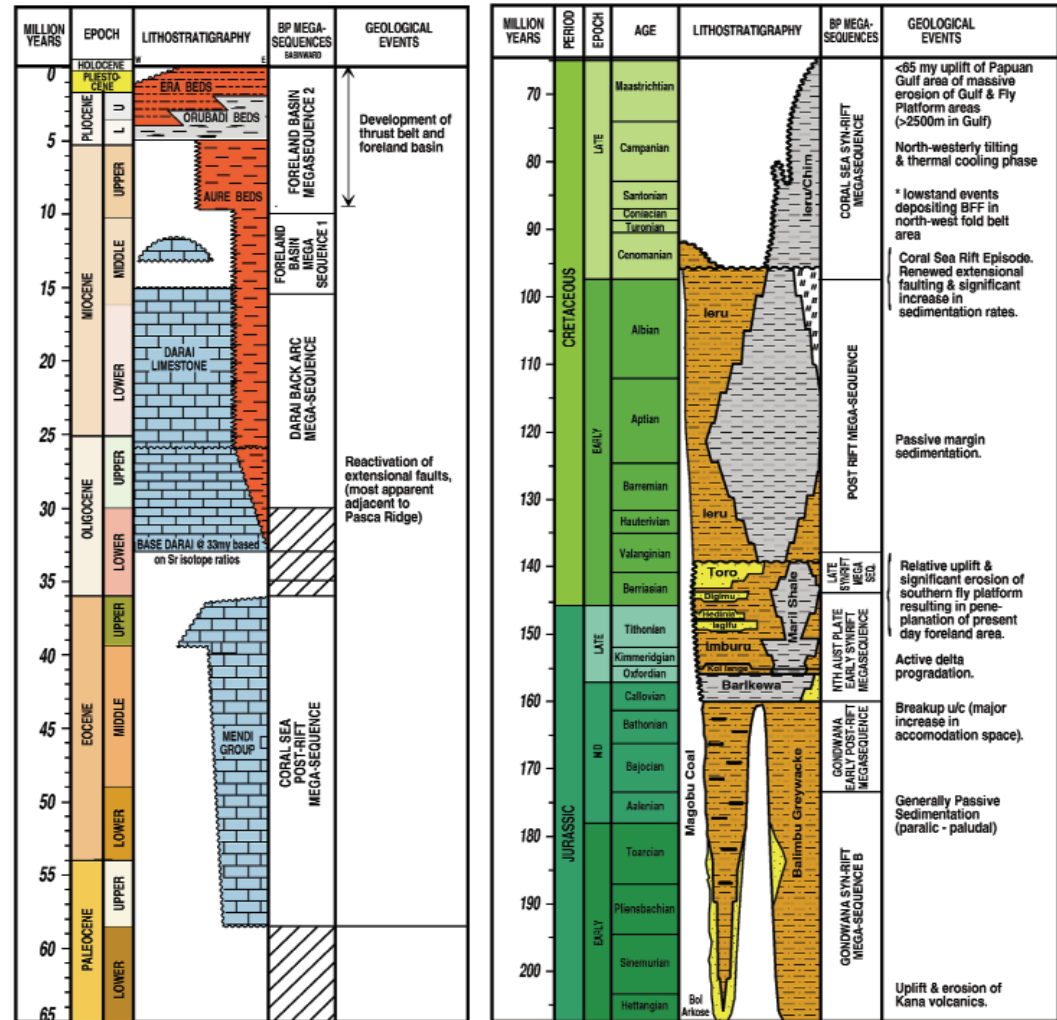 MILLION
YEARS
EPOCH
LITHOSTRATIGRAPHY
W
E
BP MEGA-
SEQUENCES
BASINWARD
GEOLOGICAL
EVENTS
HOLOCENE
PLIESTO-
CENE
PLIOCENE
U
L
MIOCENE
UPPER
MIDDLE
LOWER
OLIGOCENE
UPPER
LOWER
EOCENE
UPPER
MIDDLE
LOWER
PALEOCENE
UPPER
LOWER
0
5
10
15
20
25
30
35
40
45
50
55
60
65
ERA BEDS
ORUBADI BEDS
AURE BEDS
DARAI
LIMESTONE
BASE DARAI @ 33my based
on Sr isotope ratios
MENDI
GROUP
FORELAND BASIN 2
MEGASEQUENCE
FORELAND
BASIN
MEGA
SEQUENCE 1
DARAI BACK ARC
MEGA-SEQUENCE
CORAL SEA
POST-RIFT
MEGA-SEQUENCE
Development of
thrust belt and
foreland basin
Reactivation of
extensional faults,
(most apparent
adjacent to
Pasca Ridge)
MILLION
YEARS
PERIOD
EPOCH
AGE
LITHOSTRATIGRAPHY
BP MEGA-
SEQUENCES
GEOLOGICAL
EVENTS
70
80
90
100
110
120
130
140
150
160
170
180
190
200
CRETACEOUS
JURASSIC
LATE
EARLY
LATE
MID
EARLY
Maastrichtian
Campanian
Santonian
Coniacian
Turonian
Cenomanian
Albian
Aptian
Barremian
Hauterivian
Valanginian
Berriasian
Tithonian
Kimmeridgian
Oxfordian
Callovian
Bathonian
Bajocian
Aalenian
Toarcian
Pliensbachian
Sinemurian
Hettangian
Ieru/Chim
Ieru
Ieru
Toro
Digimu
Hedinia
Iagifu
Imburu
Koi Iange
Maril Shale
Barikewa
Magobu Coal
Balimbu Greywacke
Bol
Arkose
CORAL SEA SYN-RIFT
MEGASEQUENCE
POST RIFT MEGA-SEQUENCE
LATE
SYNRIFT
MEGA
SEQ.
NTH AUST PLATE
EARLY SYNRIFT
MEGASEQUENCE
GONDWANA
EARLY POST-RIFT
MEGASEQUENCE
GONDWANA SYN-RIFT
MEGA-SEQUENCE B
<65 my uplift of Papuan
Gulf area of massive
erosion of Gulf & Fly
Platform areas
(>2500m in Gulf)
North-westerly tilting
& thermal cooling phase
* lowstand events
depositing BFF in
north-west fold belt
area
Coral Sea Rift Episode.
Renewed extensional
faulting & significant
increase in
sedimentation rates.
Passive margin
sedimentation.
Relative uplift &
significant erosion of
southern fly platform
resulting in pene-
planation of present
day foreland area.
Active delta
progradation.
Breakup u/c (major
increase in
accomodation space).
Generally Passive
Sedimentation
(paralic - paludal)
Uplift & erosion of
Kana volcanics.